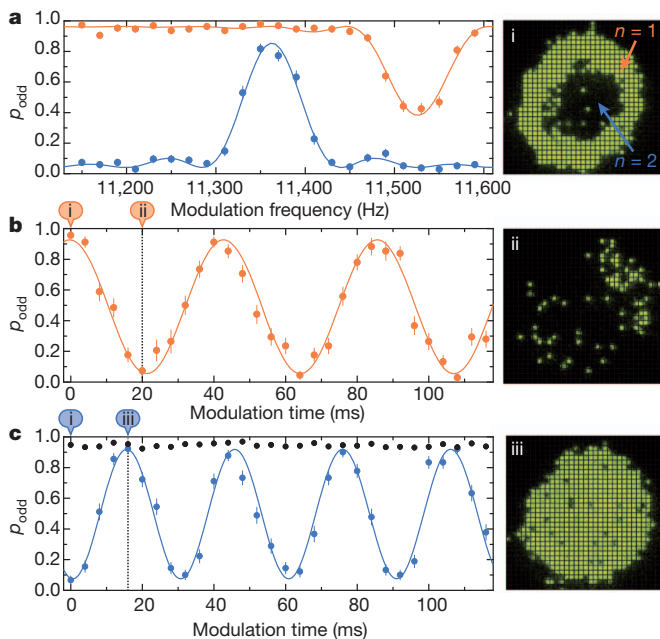 a
p_odd
1.0
0.8
0.6
0.4
0.2
0.0
11,200
11,300
11,400
11,500
11,600
Modulation frequency (Hz)
i
n = 1
n = 2
b
i
ii
p_odd
1.0
0.8
0.6
0.4
0.2
0.0
0
20
40
60
80
100
Modulation time (ms)
ii
c
i
iii
p_odd
1.0
0.8
0.6
0.4
0.2
0.0
0
20
40
60
80
100
Modulation time (ms)
iii